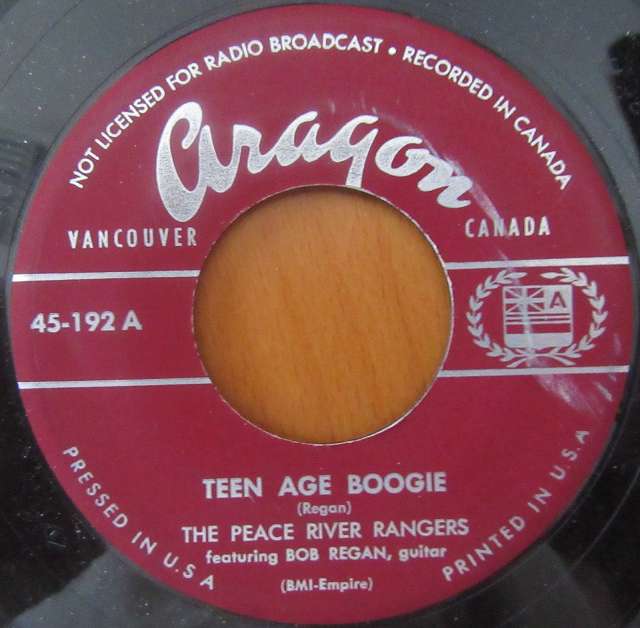 NOT LICENSED FOR RADIO BROADCAST • RECORDED IN CANADA
Aragon
VANCOUVER CANADA
45-192 A
A
TEEN AGE BOOGIE
(Regan)
THE PEACE RIVER RANGERS
featuring BOB REGAN, guitar
(BMI-Empire)
PRESSED IN U.S.A
PRINTED IN U.S.A